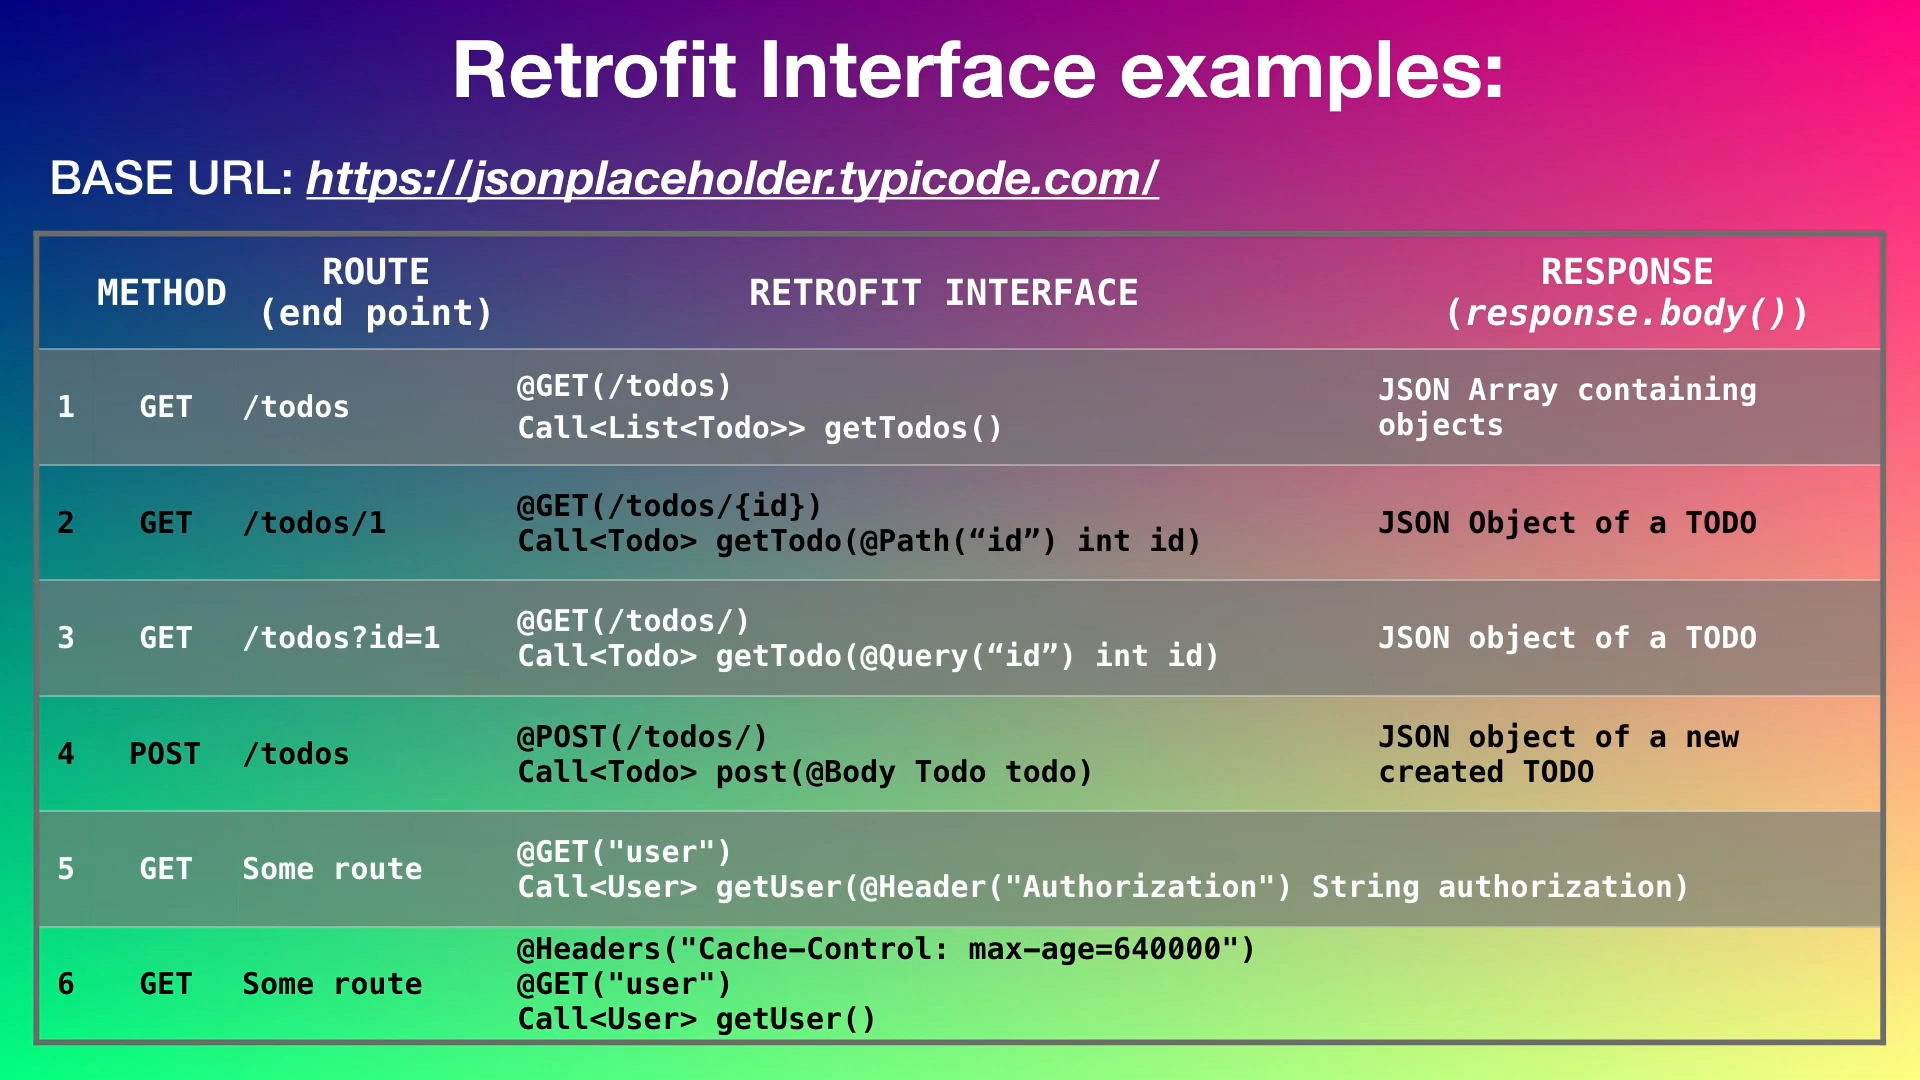 Retrofit Interface examples:
BASE URL: https://jsonplaceholder.typicode.com/
METHOD
ROUTE
(end point)
RETROFIT INTERFACE
RESPONSE
(response.body())
1 GET /todos
@GET(/todos)
Call<List<Todo>> getTodos()
JSON Array containing
objects
2 GET /todos/1
@GET(/todos/{id})
Call<Todo> getTodo(@Path(“id”) int id)
JSON Object of a TODO
3 GET /todos?id=1
@GET(/todos/)
Call<Todo> getTodo(@Query(“id”) int id)
JSON object of a TODO
4 POST /todos
@POST(/todos/)
Call<Todo> post(@Body Todo todo)
JSON object of a new
created TODO
5 GET Some route
@GET("user")
Call<User> getUser(@Header("Authorization") String authorization)
6 GET Some route
@Headers("Cache-Control: max-age=640000")
@GET("user")
Call<User> getUser()